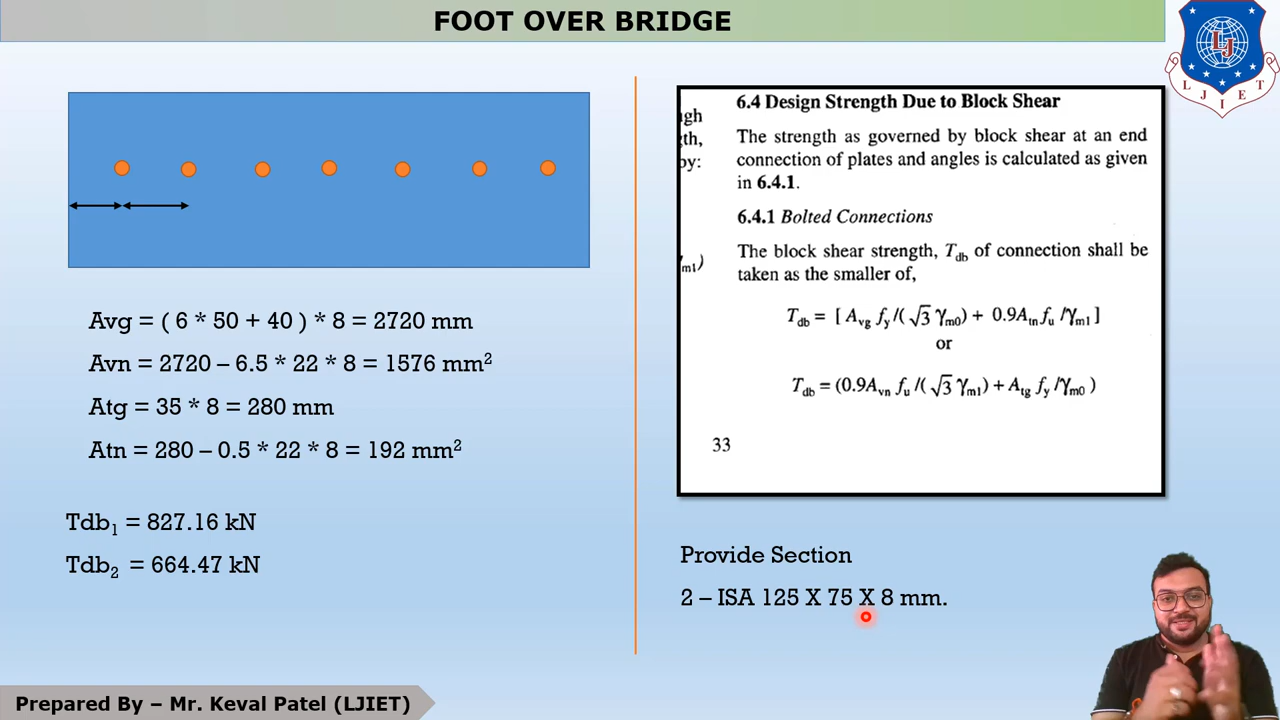 FOOT OVER BRIDGE
LJ
L J I E T
Avg = ( 6 * 50 + 40 ) * 8 = 2720 mm
Avn = 2720 – 6.5 * 22 * 8 = 1576 mm²
Atg = 35 * 8 = 280 mm
Atn = 280 – 0.5 * 22 * 8 = 192 mm²
Tdb₁ = 827.16 kN
Tdb₂ = 664.47 kN
6.4 Design Strength Due to Block Shear
The strength as governed by block shear at an end
connection of plates and angles is calculated as given
in 6.4.1.
6.4.1 Bolted Connections
The block shear strength, T_db of connection shall be
taken as the smaller of,
T_db = [ A_vg f_y /( √3 γ_m0) + 0.9A_tn f_u /γ_m1 ]
or
T_db = (0.9A_vn f_u /( √3 γ_m1) + A_tg f_y /γ_m0 )
33
Provide Section
2 – ISA 125 X 75 X 8 mm.
Prepared By – Mr. Keval Patel (LJIET)